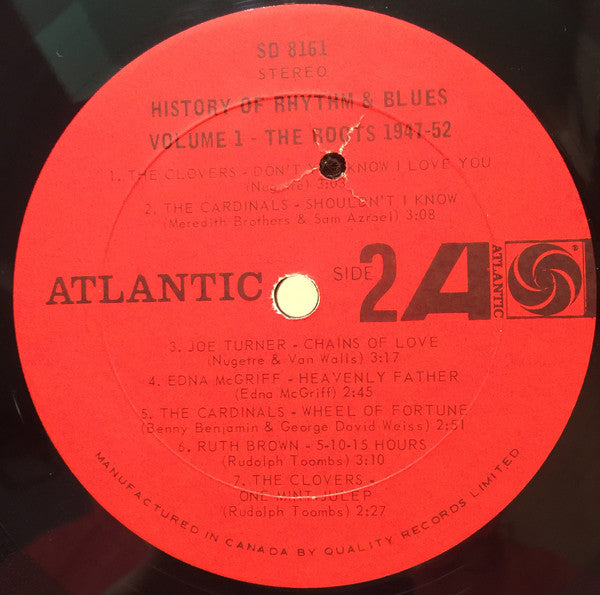 SD 8161
STEREO
HISTORY OF RHYTHM & BLUES
VOLUME 1 - THE ROOTS 1947-52
1. THE CLOVERS - DON'T KNOW I LOVE YOU
(Nugetre) 3:03
2. THE CARDINALS - SHOULDN'T I KNOW
(Meredith Brothers & Sam Azrael) 3:08
ATLANTIC SIDE 2 A ATLANTIC
3. JOE TURNER - CHAINS OF LOVE
(Nugetre & Van Walls) 3:17
4. EDNA McGRIFF - HEAVENLY FATHER
(Edna McGriff) 2:45
5. THE CARDINALS - WHEEL OF FORTUNE
(Benny Benjamin & George David Weiss) 2:51
6. RUTH BROWN - 5-10-15 HOURS
(Rudolph Toombs) 3:10
7. THE CLOVERS -
ONE MINT JULEP
(Rudolph Toombs) 2:27
MANUFACTURED IN CANADA BY QUALITY RECORDS LIMITED